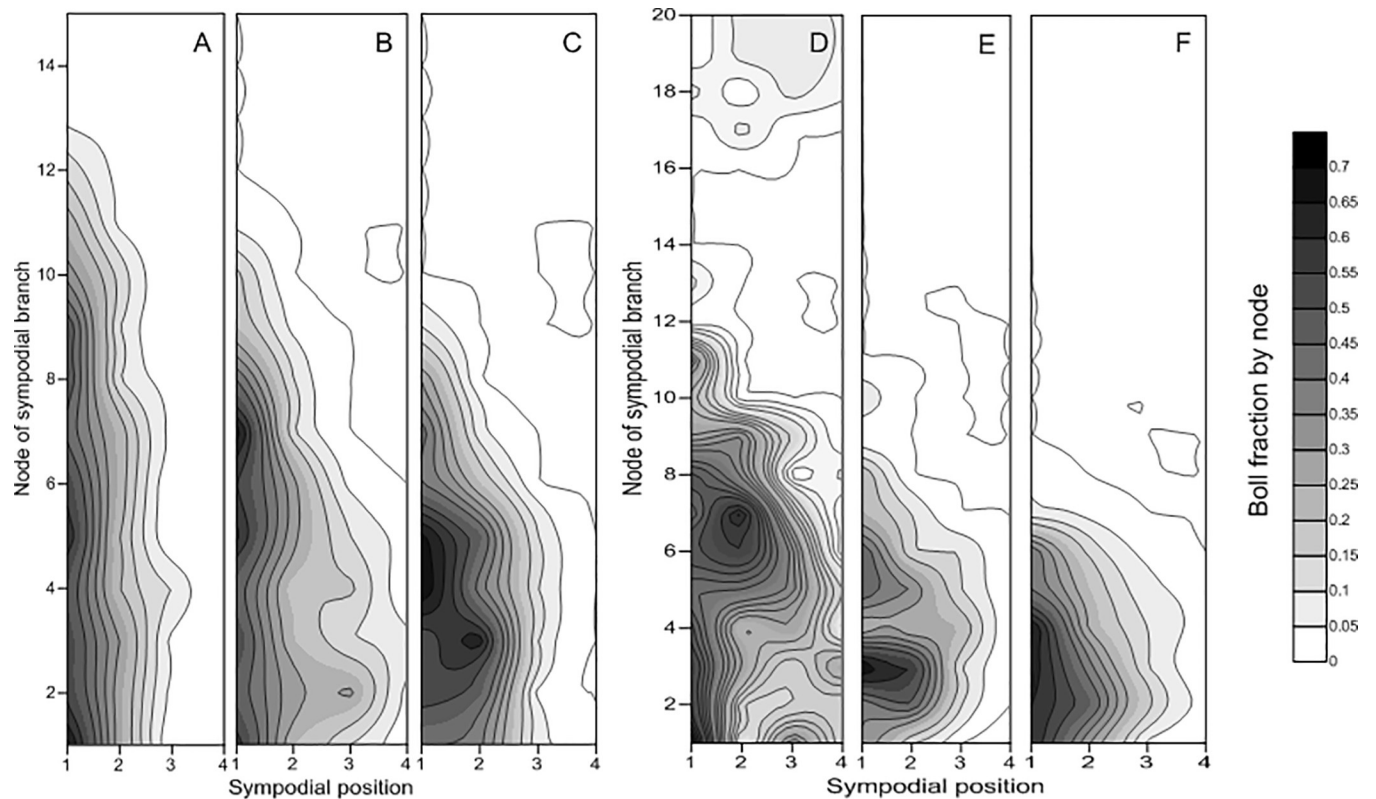 A
B
C
D
E
F
14
12
10
8
6
4
2
20
18
16
14
12
10
8
6
4
2
Node of sympodial branch
Node of sympodial branch
1 2 3 4
1 2 3 4
1 2 3 4
1 2 3 4
1 2 3 4
1 2 3 4
Sympodial position
Sympodial position
Boll fraction by node
0.7
0.65
0.6
0.55
0.5
0.45
0.4
0.35
0.3
0.25
0.2
0.15
0.1
0.05
0